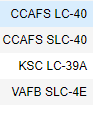 CCAFS LC-40
CCAFS SLC-40
KSC LC-39A
VAFB SLC-4E